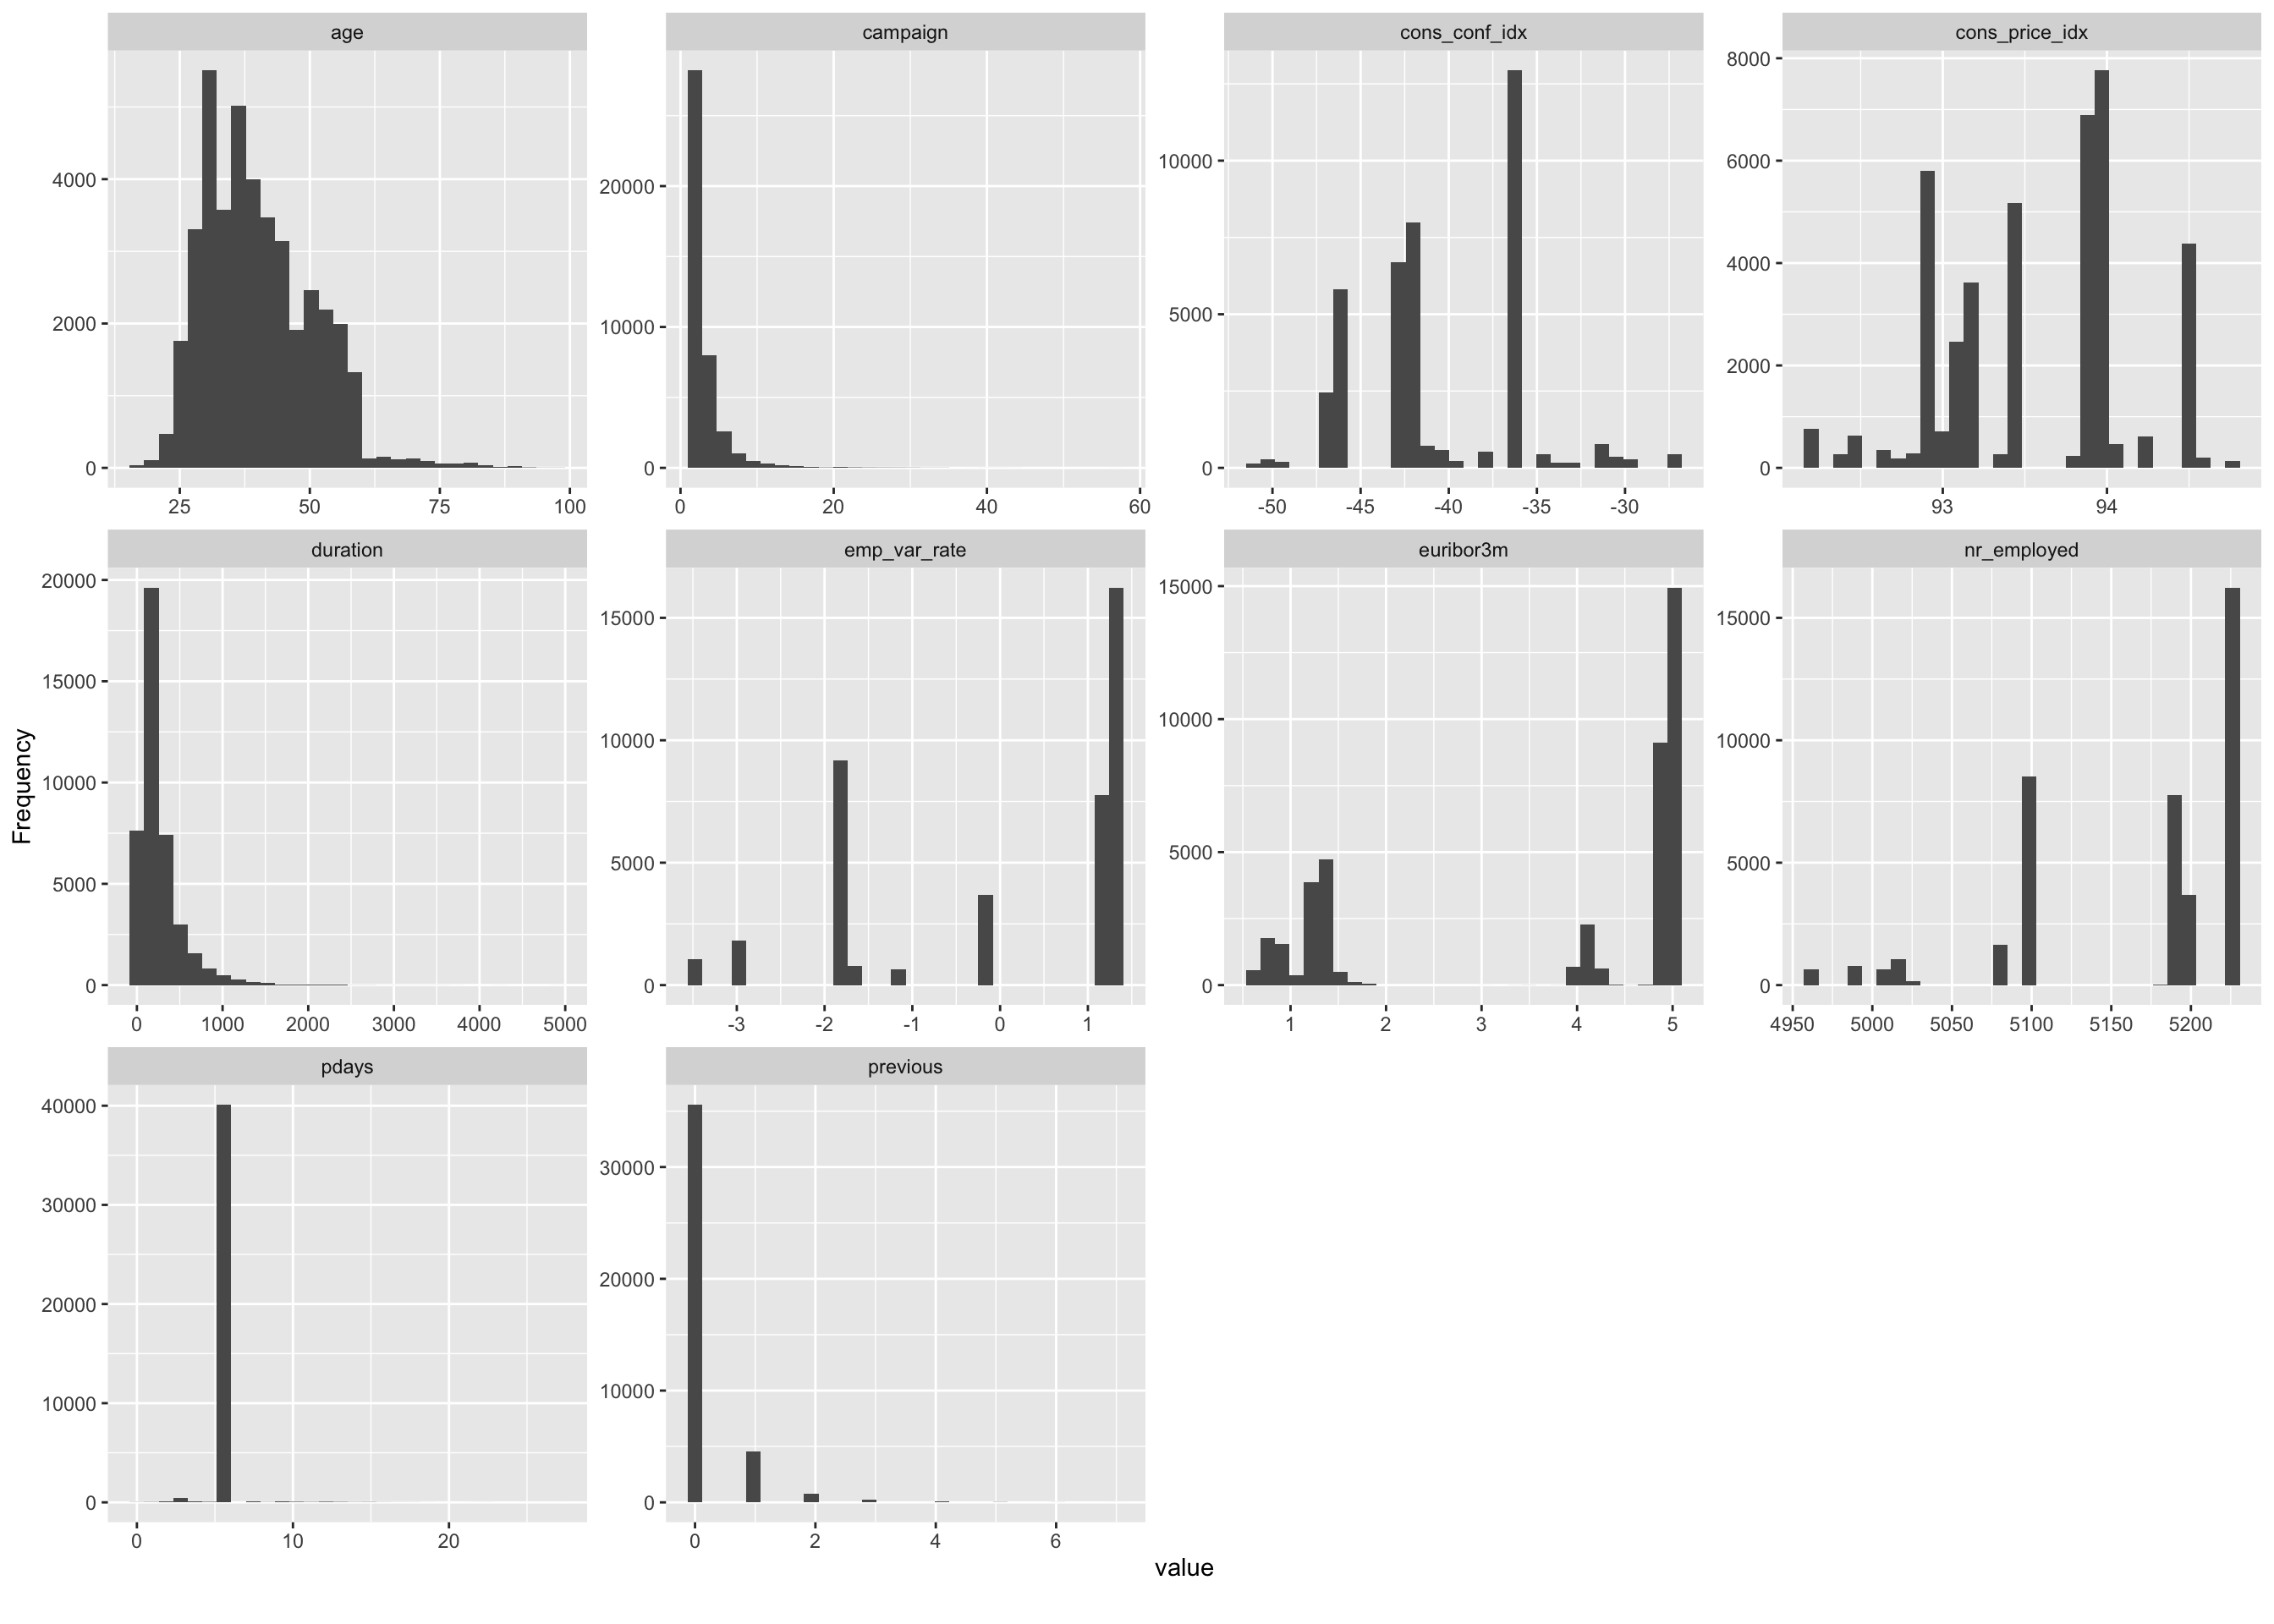 age campaign cons_conf_idx cons_price_idx
8000
6000
4000
2000
0
4000
2000
0
20000
10000
0
10000
5000
0
25 50 75 100
0 20 40 60
-50 -45 -40 -35 -30
93 94
duration emp_var_rate euribor3m nr_employed
20000
15000
10000
5000
0
15000
10000
5000
0
15000
10000
5000
0
15000
10000
5000
0
0 1000 2000 3000 4000 5000
-3 -2 -1 0 1
1 2 3 4 5
4950 5000 5050 5100 5150 5200
Frequency
pdays previous
40000
30000
20000
10000
0
30000
20000
10000
0
0 10 20
0 2 4 6
value